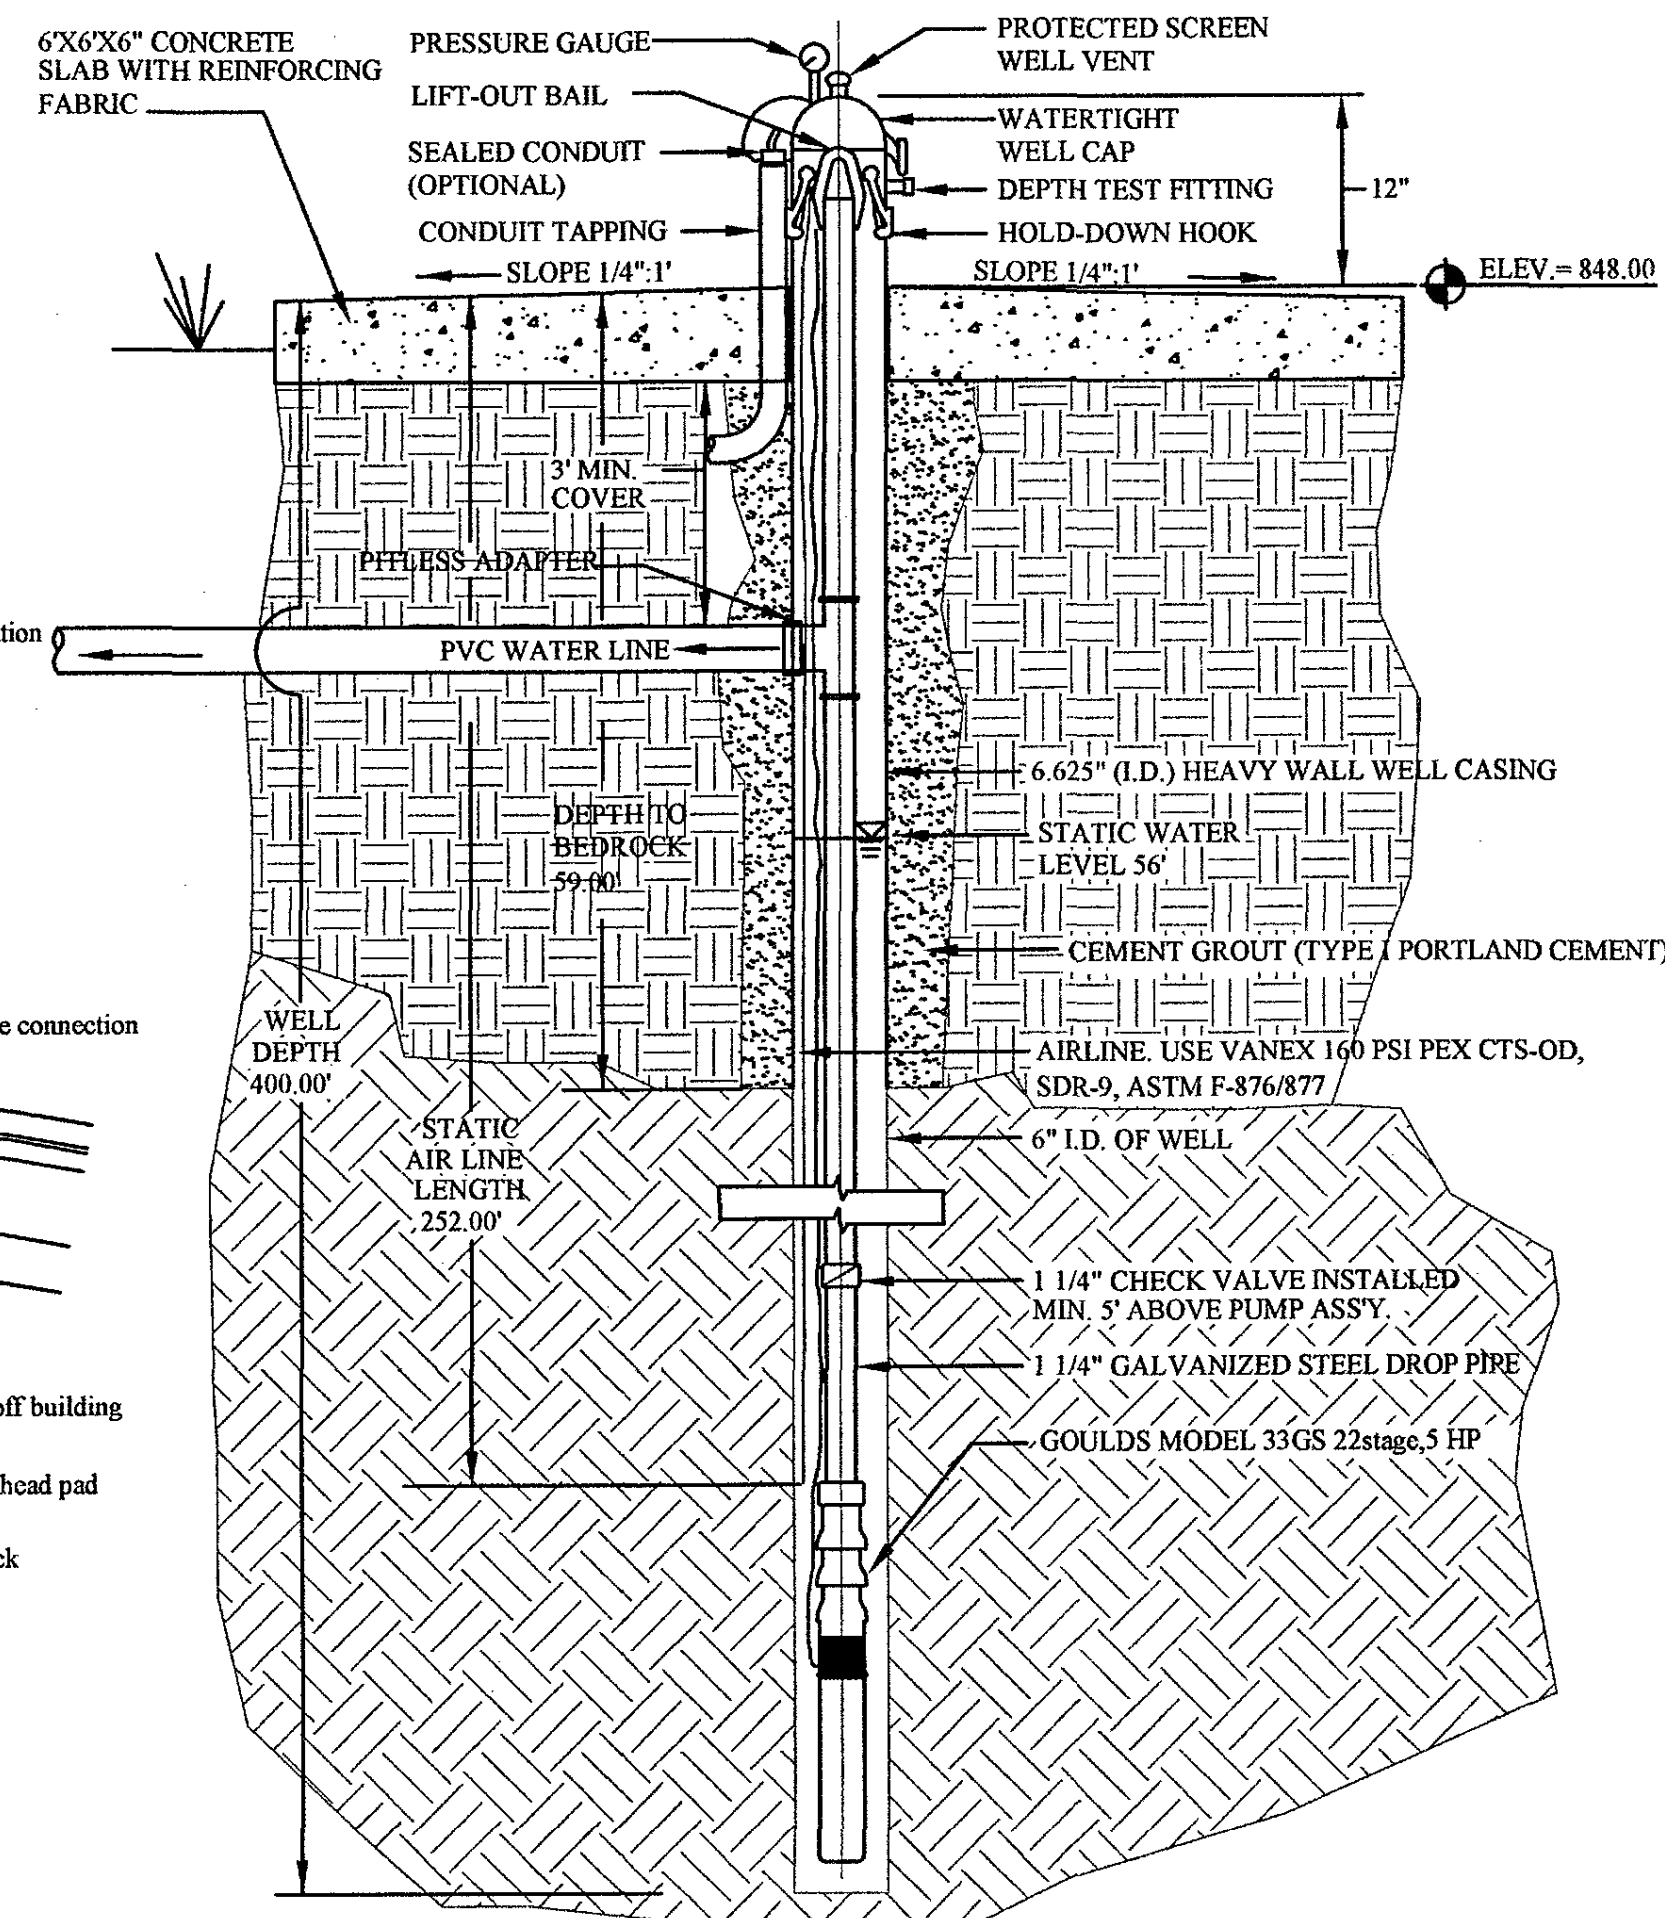 6'X6'X6" CONCRETE
SLAB WITH REINFORCING
FABRIC
PRESSURE GAUGE
LIFT-OUT BAIL
SEALED CONDUIT
(OPTIONAL)
CONDUIT TAPPING
SLOPE 1/4":1'
PROTECTED SCREEN
WELL VENT
WATERTIGHT
WELL CAP
DEPTH TEST FITTING
HOLD-DOWN HOOK
12"
SLOPE 1/4":1'
ELEV.= 848.00
3' MIN.
COVER
PITLESS ADAPTER
PVC WATER LINE
6.625" (I.D.) HEAVY WALL WELL CASING
DEPTH TO
BEDROCK
59.00'
STATIC WATER
LEVEL 56'
CEMENT GROUT (TYPE I PORTLAND CEMENT)
e connection
WELL
DEPTH
400.00'
AIRLINE. USE VANEX 160 PSI PEX CTS-OD,
SDR-9, ASTM F-876/877
STATIC
AIR LINE
LENGTH
252.00'
6" I.D. OF WELL
1 1/4" CHECK VALVE INSTALLED
MIN. 5' ABOVE PUMP ASS'Y.
1 1/4" GALVANIZED STEEL DROP PIPE
off building
GOULDS MODEL 33GS 22stage,5 HP
head pad